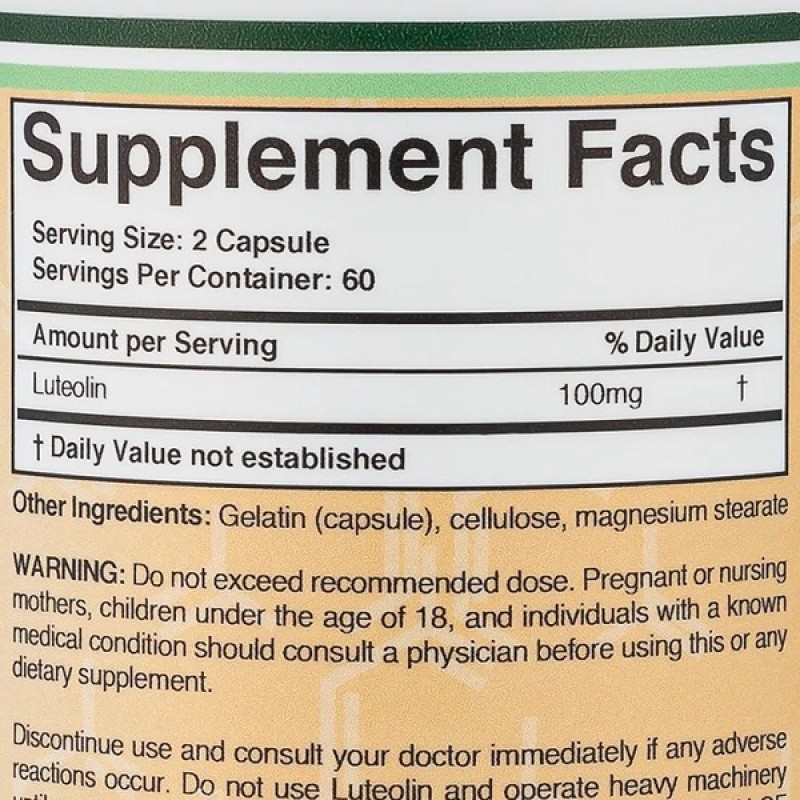 Supplement Facts
Serving Size: 2 Capsule
Servings Per Container: 60
Amount per Serving % Daily Value
Luteolin 100mg †
† Daily Value not established
Other Ingredients: Gelatin (capsule), cellulose, magnesium stearate
WARNING: Do not exceed recommended dose. Pregnant or nursing
mothers, children under the age of 18, and individuals with a known
medical condition should consult a physician before using this or any
dietary supplement.
Discontinue use and consult your doctor immediately if any adverse
reactions occur. Do not use Luteolin and operate heavy machinery